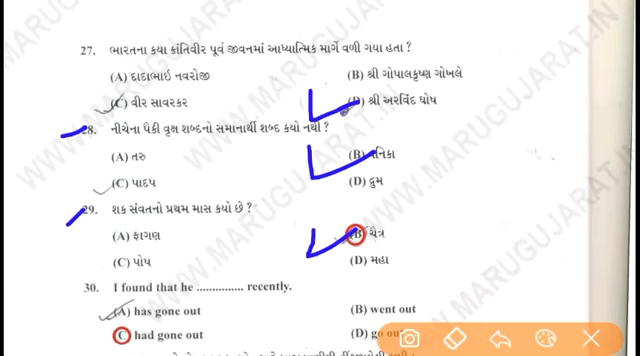 27. ભારતના કયા ક્રાંતિવીર પૂર્વ જીવનમાં આધ્યાત્મિક માર્ગે વળી ગયા હતા ?
(A) દાદાભાઇ નવરોજી (B) શ્રી ગોપાલકૃષ્ણ ગોખલે
(C) વીર સાવરકર (D) શ્રી અરવિંદ ઘોષ
28. નીચેના પૈકી વૃક્ષ શબ્દનો સમાનાર્થી શબ્દ કયો નથી ?
(A) તરુ (B)
(C) પાદપ (D) દ્રુમ
29. શક સંવતનો પ્રથમ માસ કયો છે ?
(A) ફાગણ (B) ચૈત્ર
(C) પોષ (D) મહા
30. I found that he .............. recently.
(A) has gone out (B) went out
(C) had gone out (D) go out
WWW.MARUGUJARAT.IN